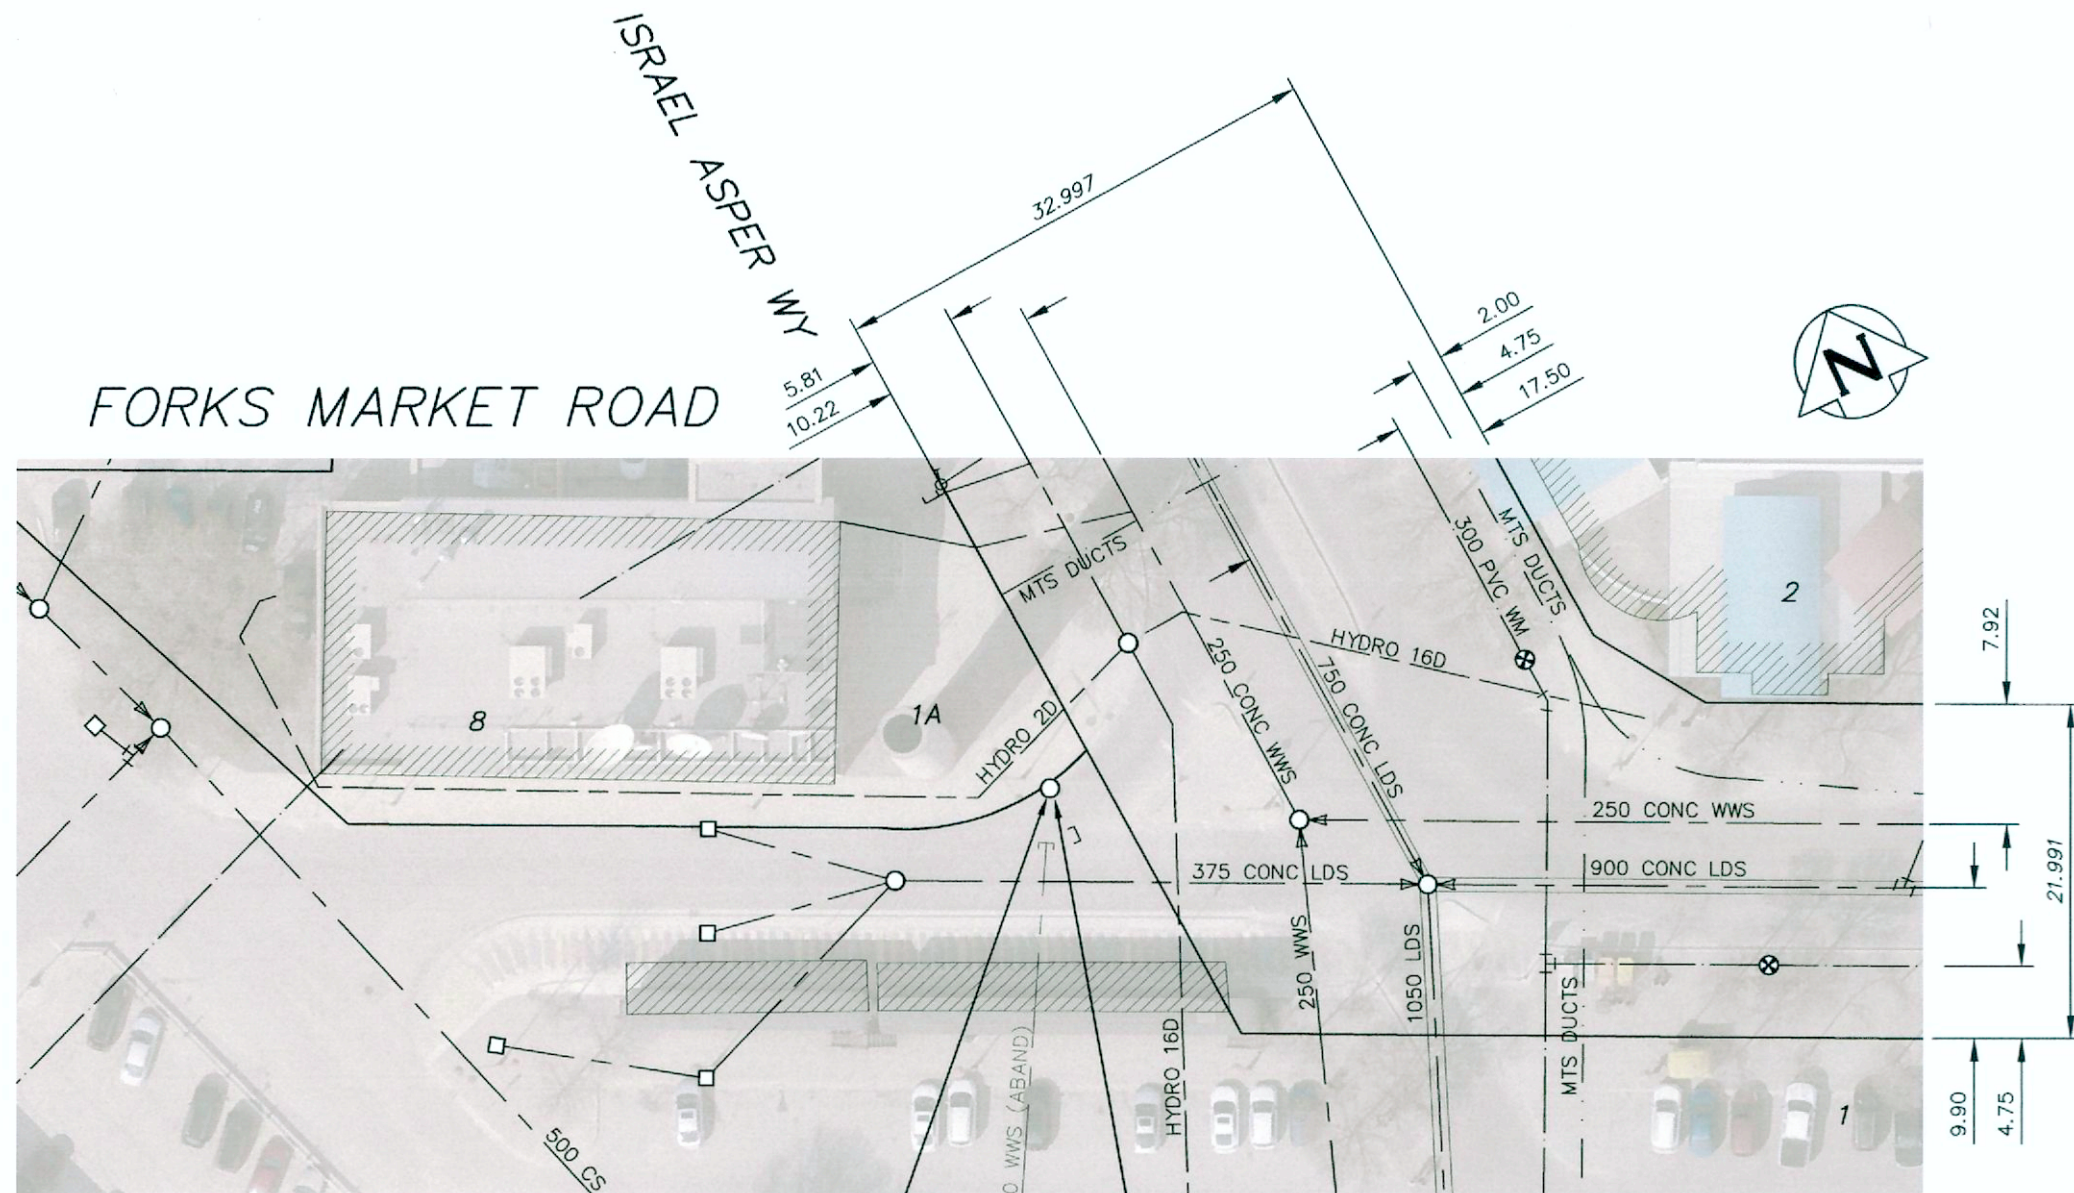 ISRAEL ASPER WY
32.997
2.00
4.75
17.50
5.81
10.22
N
FORKS MARKET ROAD
MTS DUCTS
MTS DUCTS
300 PVC WM
2
7.92
HYDRO 16D
250 CONC WWS
750 CONC LDS
8
1A
HYDRO 2D
250 CONC WWS
375 CONC LDS
900 CONC LDS
21.991
250 WWS
1050 LDS
MTS DUCTS
HYDRO 16D
WWS (ABAND)
500 CS
1
9.90
4.75